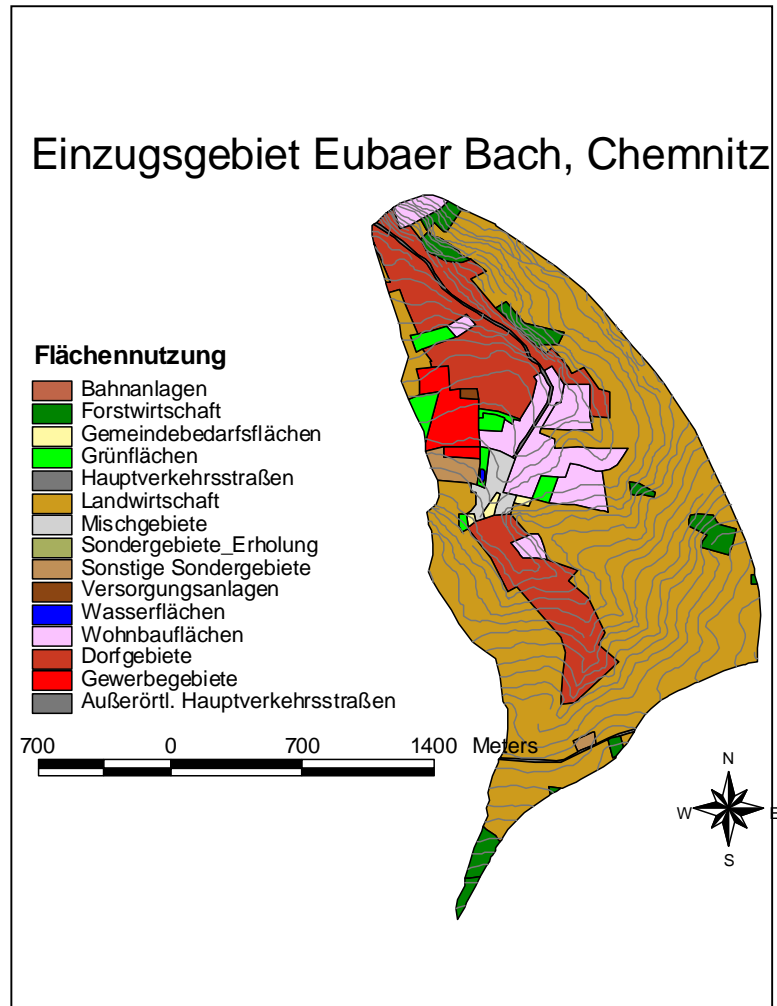 Einzugsgebiet Eubaer Bach, Chemnitz
Flächennutzung
Bahnanlagen
Forstwirtschaft
Gemeindebedarfsflächen
Grünflächen
Hauptverkehrsstraßen
Landwirtschaft
Mischgebiete
Sondergebiete_Erholung
Sonstige Sondergebiete
Versorgungsanlagen
Wasserflächen
Wohnbauflächen
Dorfgebiete
Gewerbegebiete
Außerörtl. Hauptverkehrsstraßen
700 0 700 1400 Meters
N
W E
S